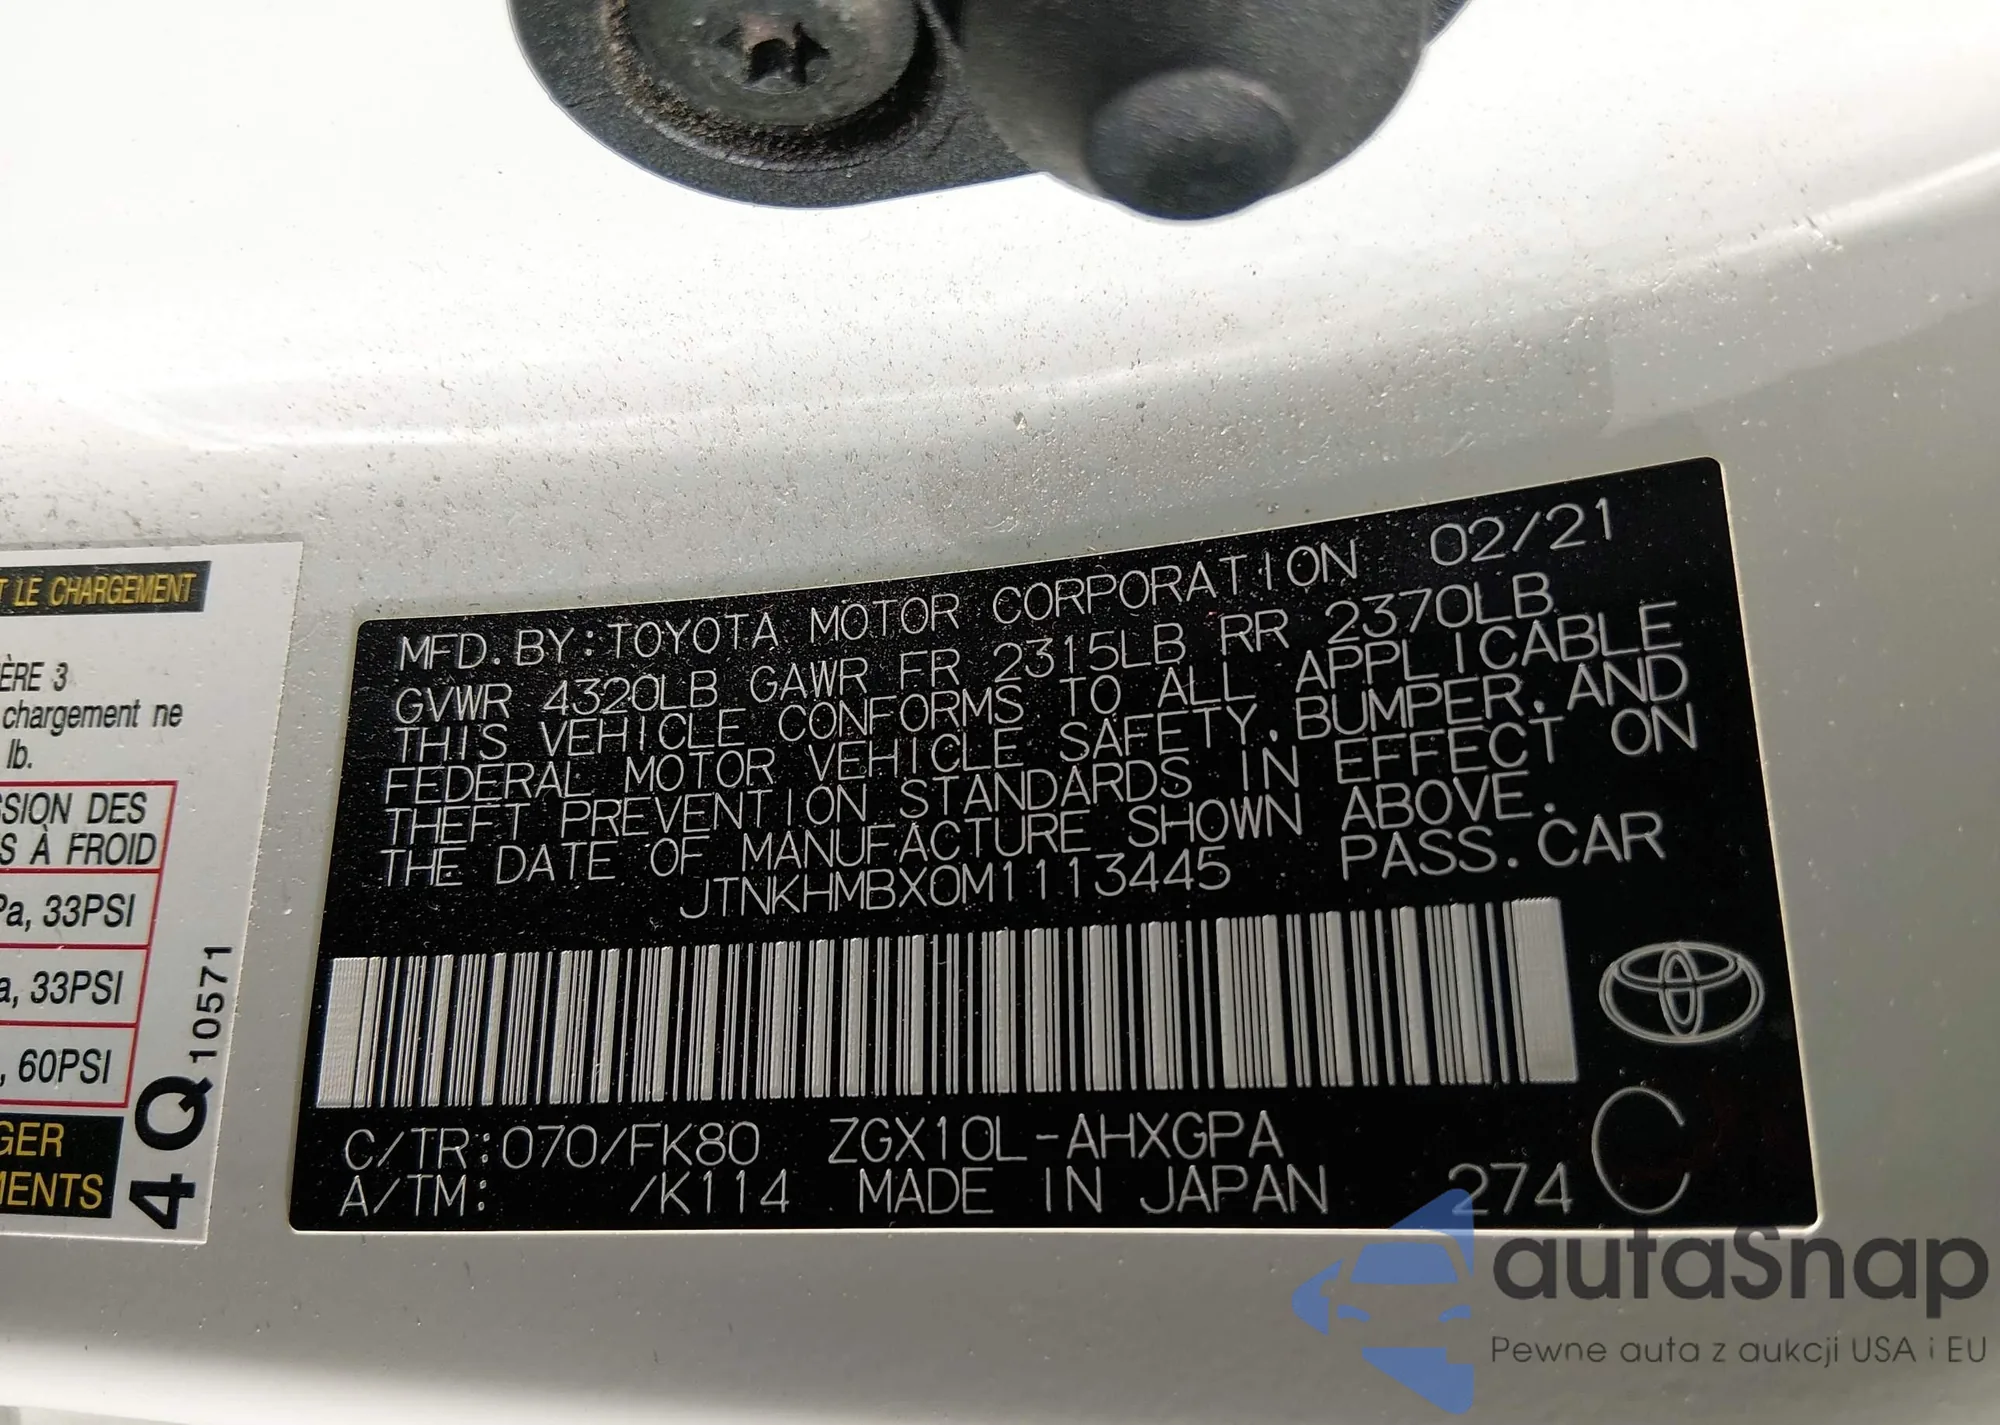 MFD.BY:TOYOTA MOTOR CORPORATION 02/21
GVWR 4320LB GAWR FR 2315LB RR 2370LB
THIS VEHICLE CONFORMS TO ALL APPLICABLE
FEDERAL MOTOR VEHICLE SAFETY,BUMPER,AND
THEFT PREVENTION STANDARDS IN EFFECT ON
THE DATE OF MANUFACTURE SHOWN ABOVE.
JTNKHMBX0M1113445 PASS.CAR
C/TR:070/FK80 ZGX10L-AHXGPA
A/TM: /K114 MADE IN JAPAN 274 C
LE CHARGEMENT
ÈRE 3
chargement ne
lb.
SSION DES
S À FROID
Pa, 33PSI
a, 33PSI
, 60PSI
GER
MENTS
4Q 10571
autaSnap
Pewne auta z aukcji USA i EU